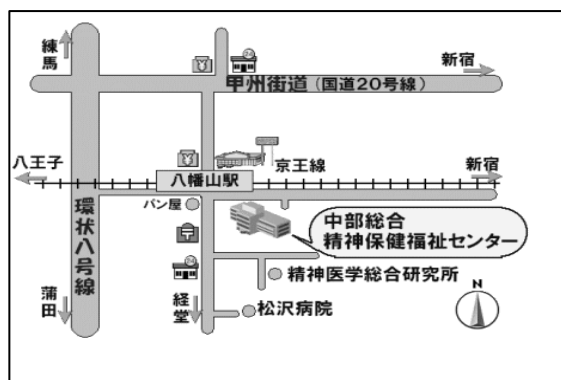 練馬
新宿
甲州街道(国道20号線)
八王子
京王線
新宿
八幡山駅
パン屋
環状八号線
中部総合
精神保健福祉センター
精神医学総合研究所
蒲田
経堂
松沢病院
N
24
24